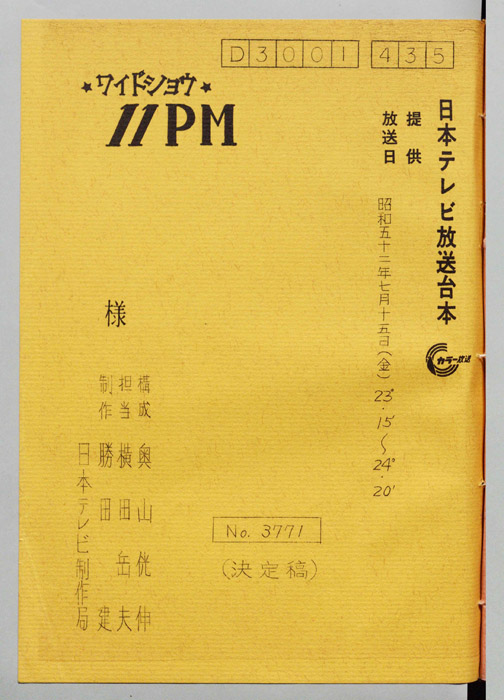 D3001 435
日本テレビ放送台本
カラー放送
提供
放送日
昭和五十二年七月十五日(金) 23°.15'〜24°.20'
★ワイドショウ★
11PM
様
構成 奥山侊伸
担当 横田岳夫
制作 勝田建
日本テレビ制作局
No. 3771
(決定稿)